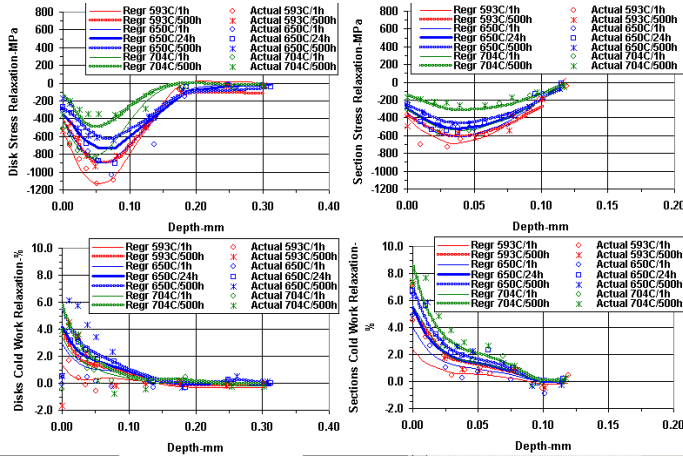 Disk Stress Relaxation-MPa
800
600
400
200
0
-200
-400
-600
-800
-1000
-1200
Regr 593C/1h
Regr 593C/500h
Regr 650C/1h
Regr 650C/24h
Regr 650C/500h
Regr 704C/1h
Regr 704C/500h
Actual 593C/1h
Actual 593C/500h
Actual 650C/1h
Actual 650C/24h
Actual 650C/500h
Actual 704C/1h
Actual 704C/500h
0.00
0.10
0.20
0.30
0.40
Depth-mm
Section Stress Relaxation-MPa
800
600
400
200
0
-200
-400
-600
-800
-1000
-1200
Regr 593C/1h
Regr 593C/500h
Regr 650C/1h
Regr 650C/24h
Regr 650C/500h
Regr 704C/1h
Regr 704C/500h
Actual 593C/1h
Actual 593C/500h
Actual 650C/1h
Actual 650C/24h
Actual 650C/500h
Actual 704C/1h
Actual 704C/500h
0.00
0.05
0.10
0.15
0.20
Depth-mm
Disks Cold Work Relaxation-%
10.0
8.0
6.0
4.0
2.0
0.0
-2.0
Regr 593C/1h
Regr 593C/500h
Regr 650C/1h
Regr 650C/24h
Regr 650C/500h
Regr 704C/1h
Regr 704C/500h
Actual 593C/1h
Actual 593C/500h
Actual 650C/1h
Actual 650C/24h
Actual 650C/500h
Actual 704C/1h
Actual 704C/500h
0.00
0.10
0.20
0.30
0.40
Depth-mm
Sections Cold Work Relaxation-
%
10.0
8.0
6.0
4.0
2.0
0.0
-2.0
Regr 593C/1h
Regr 593C/500h
Regr 650C/1h
Regr 650C/24h
Regr 650C/500h
Regr 704C/1h
Regr 704C/500h
Actual 593C/1h
Actual 593C/500h
Actual 650C/1h
Actual 650C/24h
Actual 650C/500h
Actual 704C/1h
Actual 704C/500h
0.00
0.05
0.10
0.15
0.20
Depth-mm